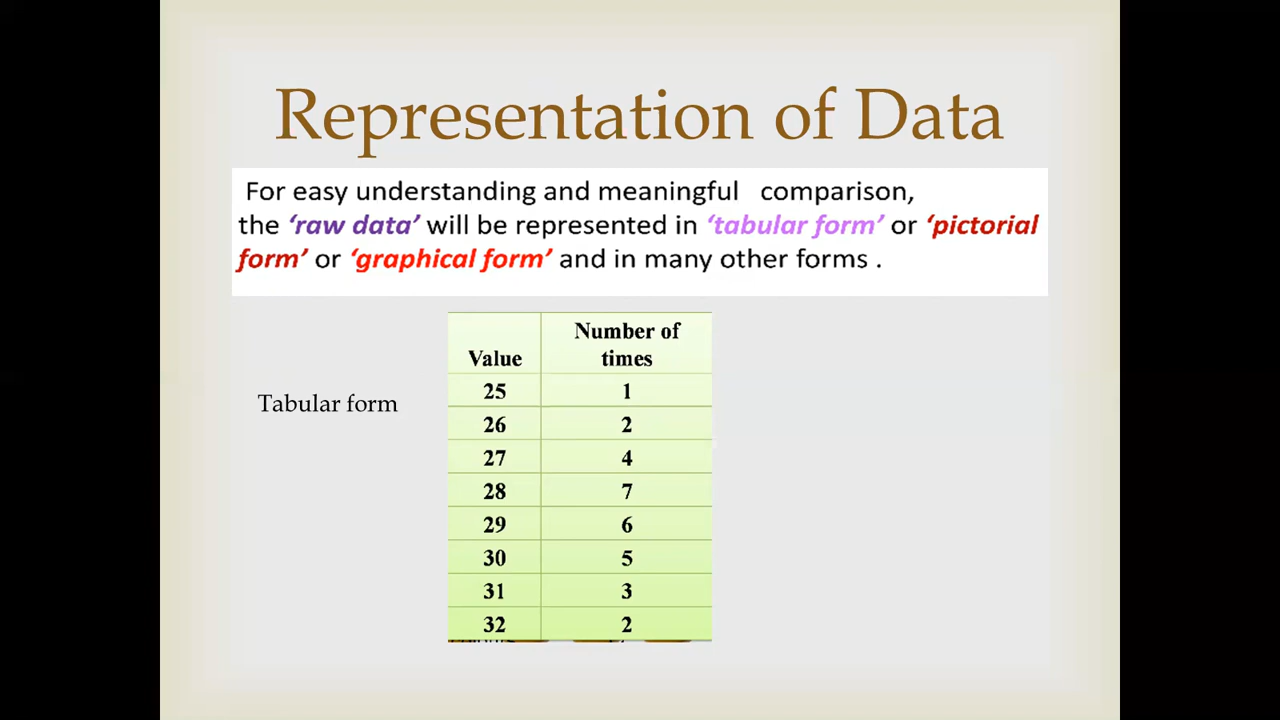 Representation of Data
For easy understanding and meaningful comparison,
the ‘raw data’ will be represented in ‘tabular form’ or ‘pictorial
form’ or ‘graphical form’ and in many other forms .
Tabular form
Value Number of times
25 1
26 2
27 4
28 7
29 6
30 5
31 3
32 2